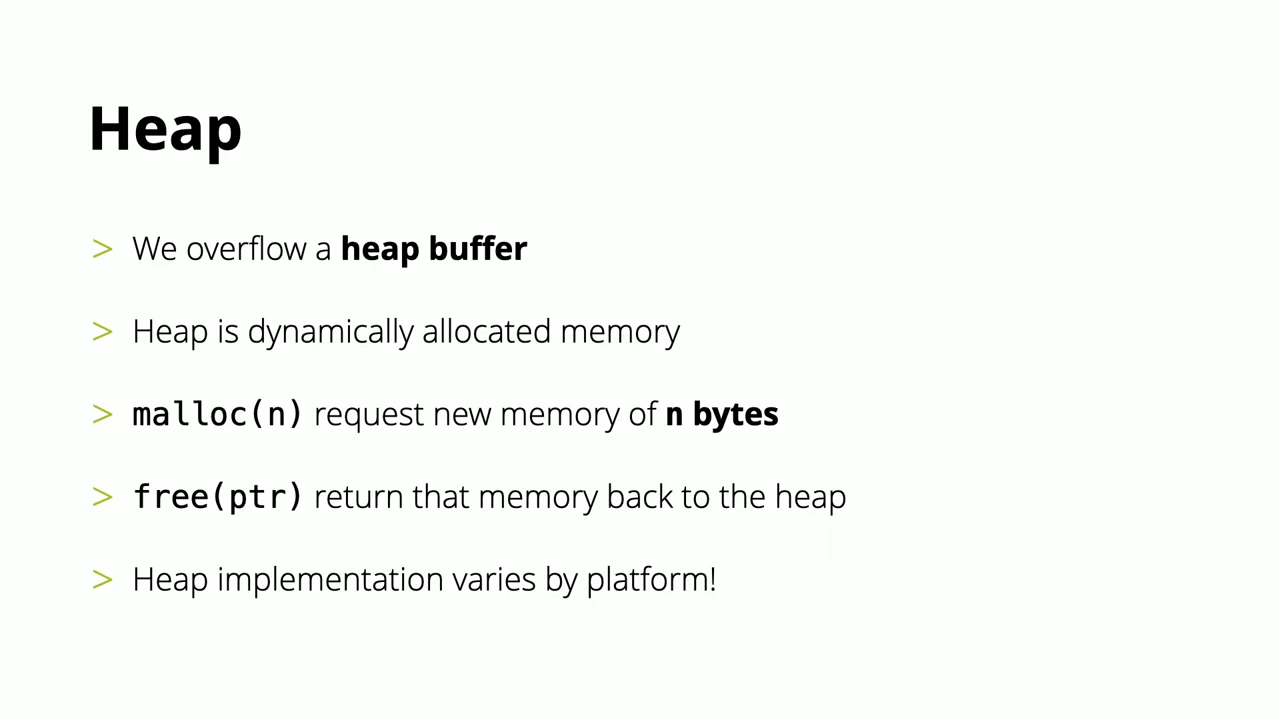 Heap
> We overflow a heap buffer
> Heap is dynamically allocated memory
> malloc(n) request new memory of n bytes
> free(ptr) return that memory back to the heap
> Heap implementation varies by platform!